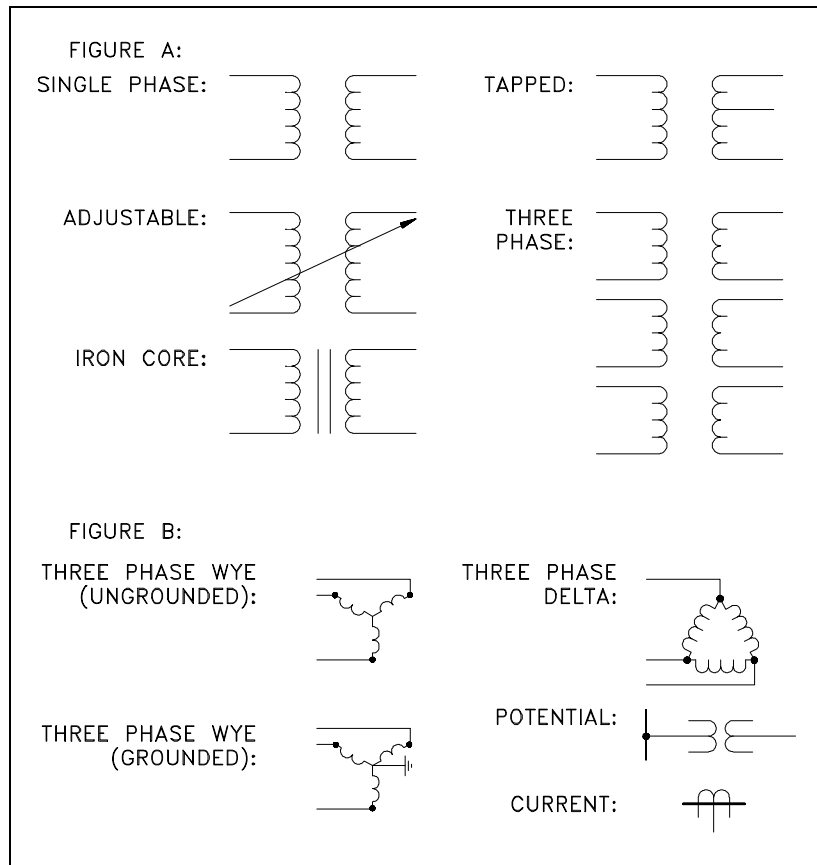 FIGURE A:
SINGLE PHASE:
TAPPED:
ADJUSTABLE:
THREE
PHASE:
IRON CORE:
FIGURE B:
THREE PHASE WYE
(UNGROUNDED):
THREE PHASE
DELTA:
POTENTIAL:
THREE PHASE WYE
(GROUNDED):
CURRENT: